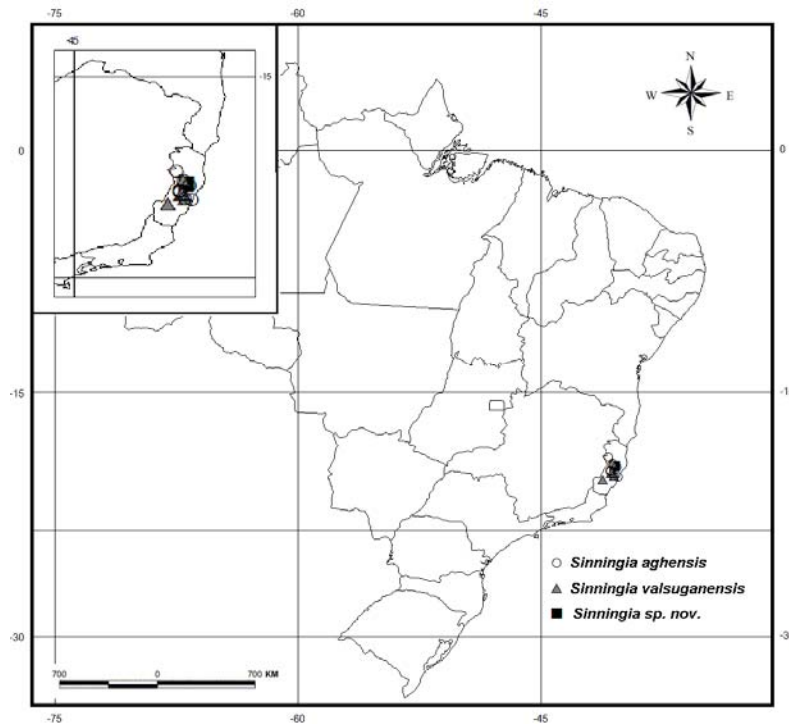 -75
-60
-45
-45
-15
N
W E
S
0
0
-15
-1
Sinningia aghensis
Sinningia valsuganensis
Sinningia sp. nov.
-30
-3
700 0 700 KM
-75
-60
-45